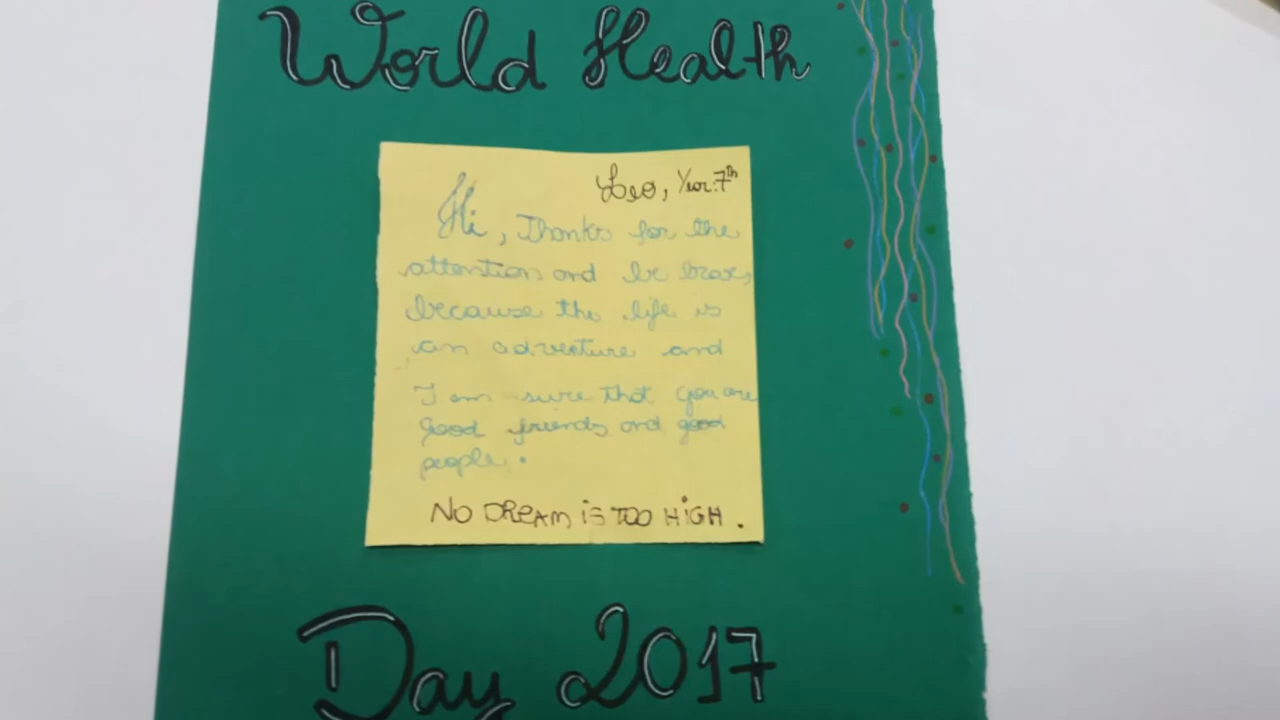 World Health
Leo, Year: 7th
Hi, Thanks for the
attention and be brave,
because the life is
an adventure and
I am sure that you are
good friends and good
people.
NO DREAM iS TOO HiGH.
Day 2017